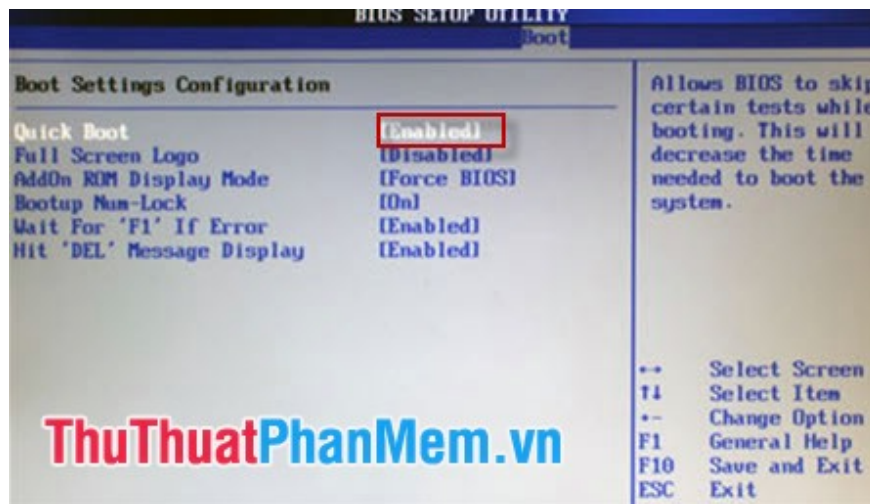 BIOS SETUP UTILITY
Boot
Boot Settings Configuration
Quick Boot [Enabled]
Full Screen Logo [Disabled]
AddOn ROM Display Mode [Force BIOS]
Bootup Num-Lock [On]
Wait For 'F1' If Error [Enabled]
Hit 'DEL' Message Display [Enabled]
Allows BIOS to skip
certain tests while
booting. This will
decrease the time
needed to boot the
system.
↔ Select Screen
↑↓ Select Item
+- Change Option
F1 General Help
F10 Save and Exit
ESC Exit
ThuThuatPhanMem.vn